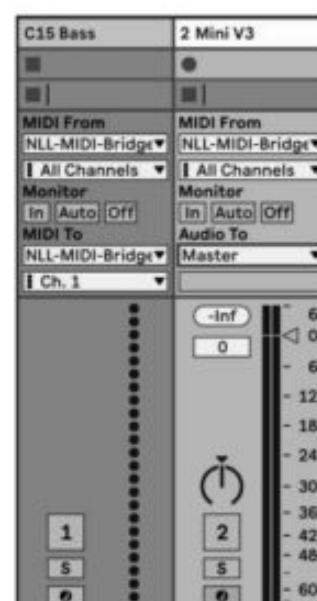 C15 Bass
2 Mini V3
MIDI From
NLL-MIDI-Bridge
All Channels
Monitor
In Auto Off
MIDI To
NLL-MIDI-Bridge
Ch. 1
1
S
MIDI From
NLL-MIDI-Bridge
All Channels
Monitor
In Auto Off
Audio To
Master
-Inf
0
2
S
6
0
6
12
18
24
30
36
42
48
60